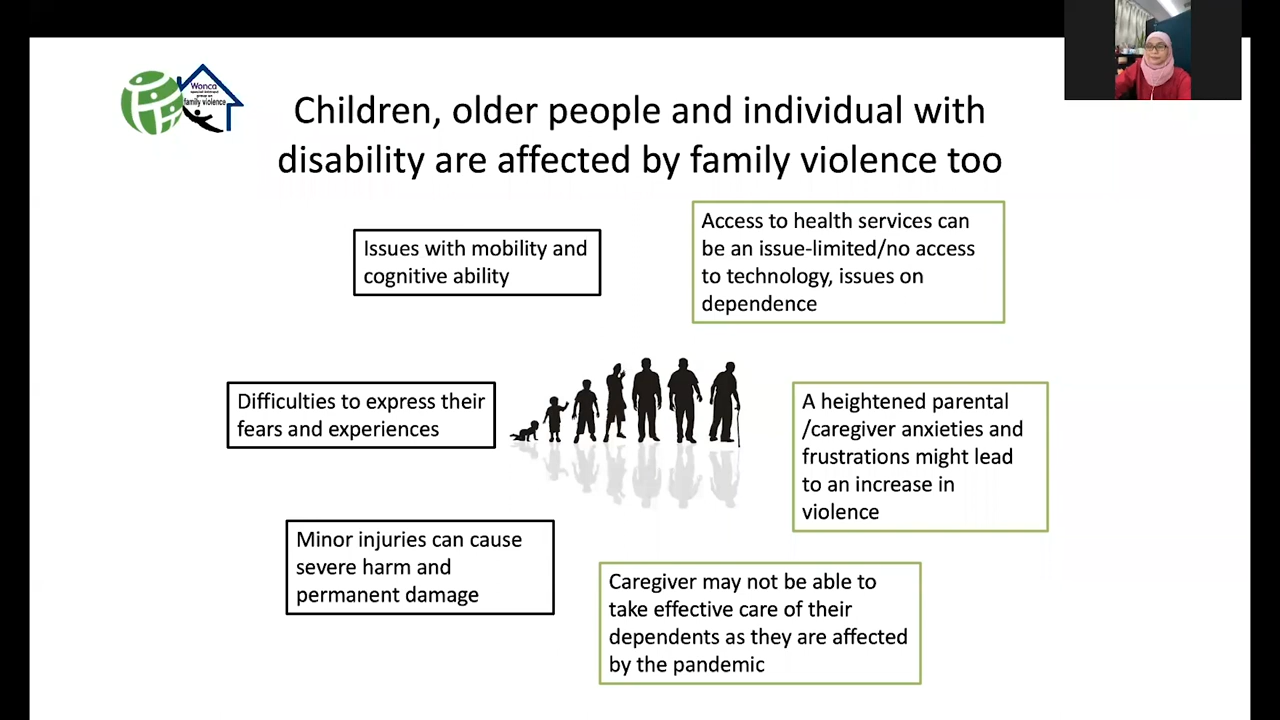 Wonca
special interest
group on
family violence
Children, older people and individual with
disability are affected by family violence too
Issues with mobility and
cognitive ability
Access to health services can
be an issue-limited/no access
to technology, issues on
dependence
Difficulties to express their
fears and experiences
A heightened parental
/caregiver anxieties and
frustrations might lead
to an increase in
violence
Minor injuries can cause
severe harm and
permanent damage
Caregiver may not be able to
take effective care of their
dependents as they are affected
by the pandemic